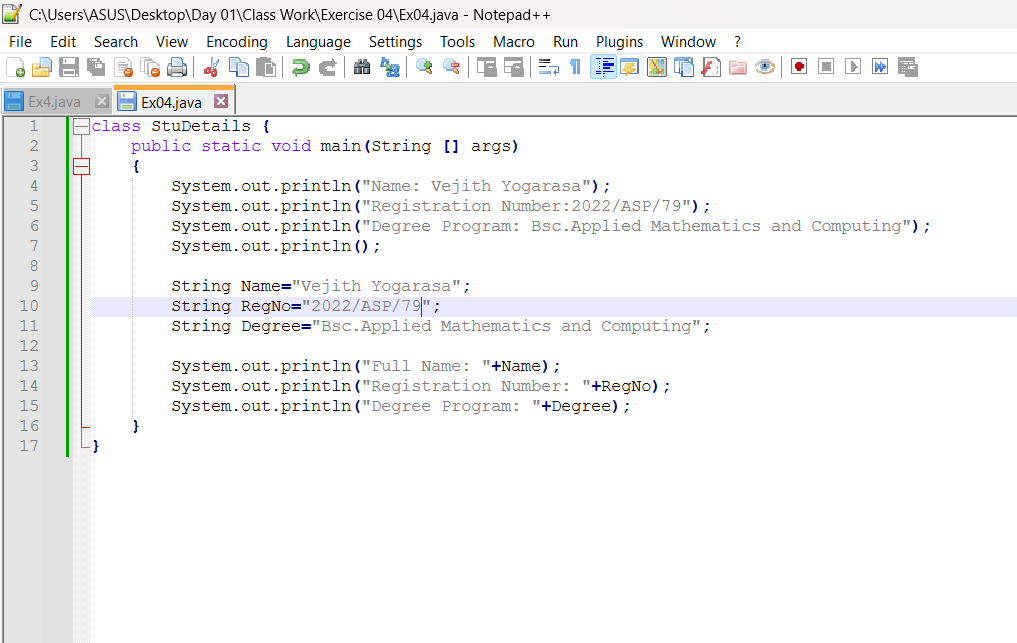 C:\Users\ASUS\Desktop\Day 01\Class Work\Exercise 04\Ex04.java - Notepad++
File Edit Search View Encoding Language Settings Tools Macro Run Plugins Window ?
Ex4.java Ex04.java
1 class StuDetails {
2 public static void main(String [] args)
3 {
4 System.out.println("Name: Vejith Yogarasa");
5 System.out.println("Registration Number:2022/ASP/79");
6 System.out.println("Degree Program: Bsc.Applied Mathematics and Computing");
7 System.out.println();
8
9 String Name="Vejith Yogarasa";
10 String RegNo="2022/ASP/79";
11 String Degree="Bsc.Applied Mathematics and Computing";
12
13 System.out.println("Full Name: "+Name);
14 System.out.println("Registration Number: "+RegNo);
15 System.out.println("Degree Program: "+Degree);
16 }
17 }